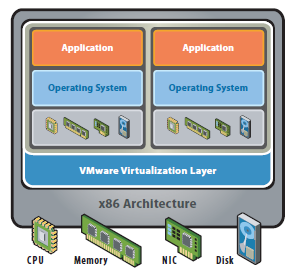 Application
Application
Operating System
Operating System
VMware Virtualization Layer
x86 Architecture
CPU
Memory
NIC
Disk